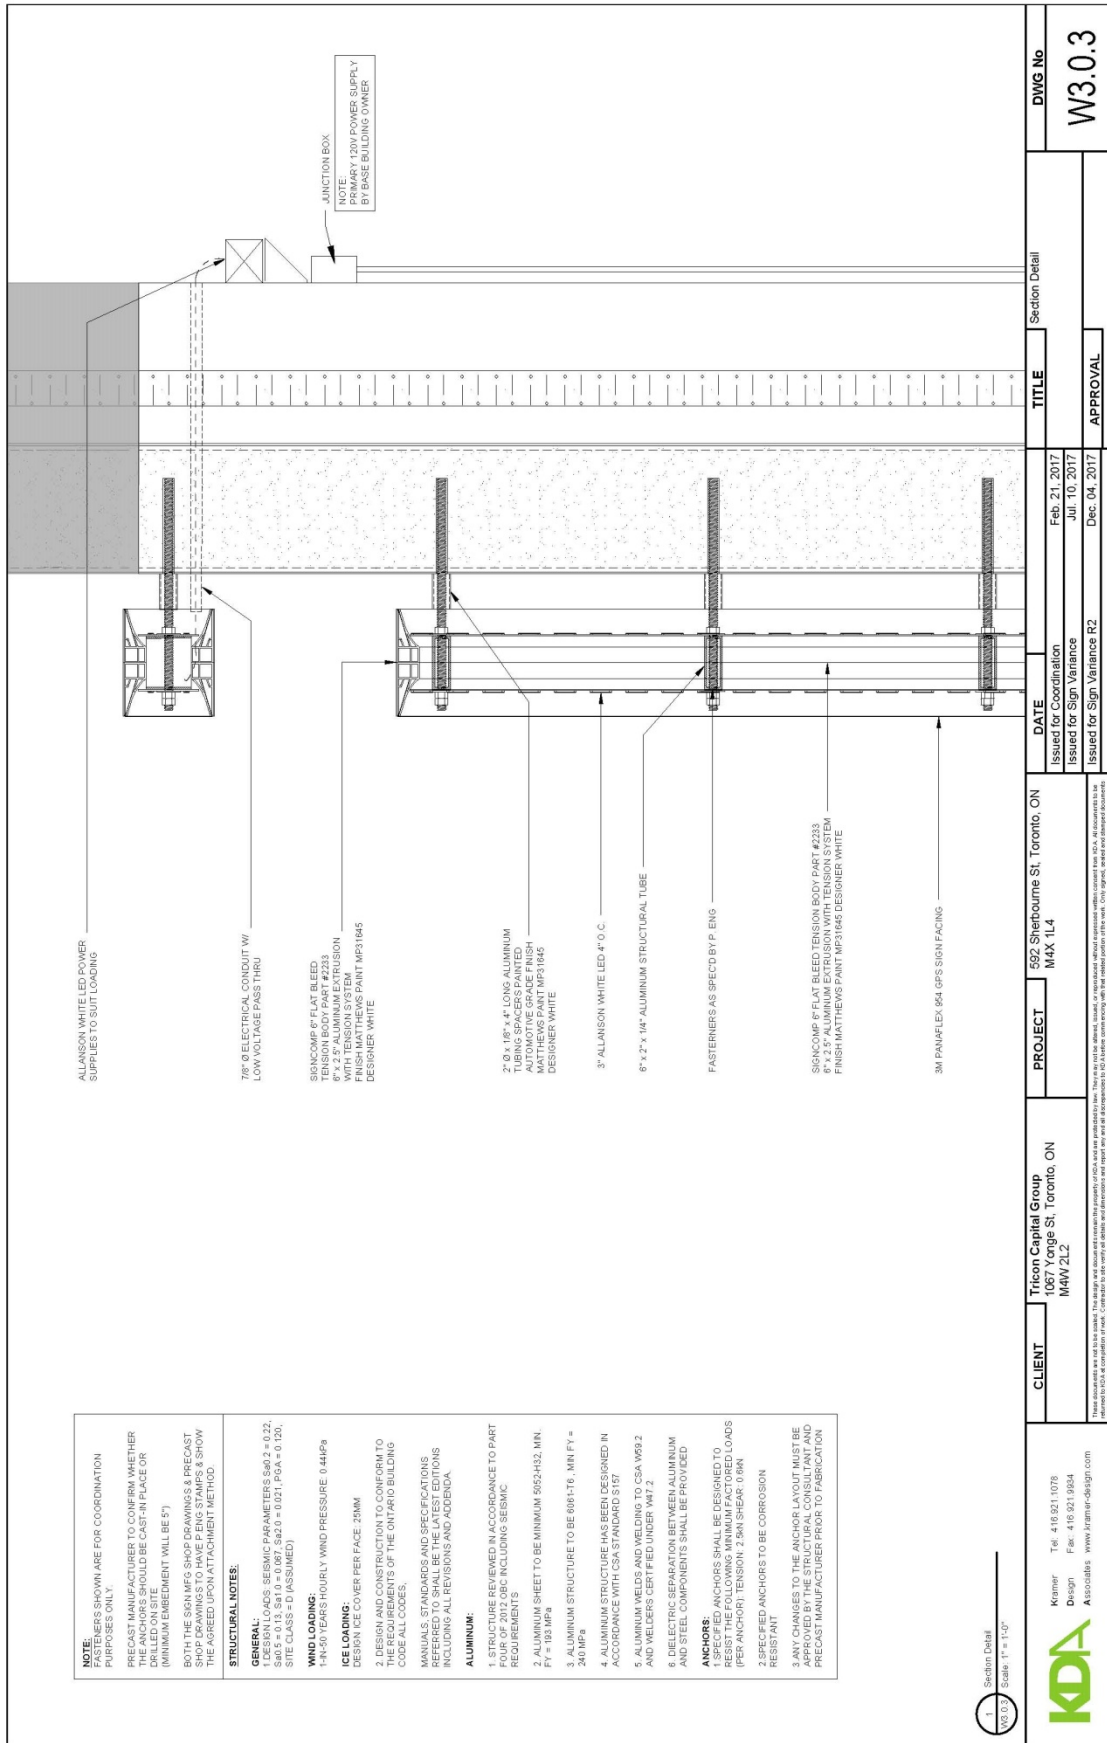 NOTE:
FASTENERS SHOWN ARE FOR COORDINATION
PURPOSES ONLY.
PRECAST MANUFACTURER TO CONFIRM WHETHER
THE ANCHORS SHOULD BE CAST-IN PLACE OR
DRILLED ON SITE
(MINIMUM EMBEDMENT WILL BE 5")
BOTH THE SIGN MFG SHOP DRAWINGS & PRECAST
SHOP DRAWINGS TO HAVE P.ENG STAMPS & SHOW
THE AGREED UPON ATTACHMENT METHOD.
STRUCTURAL NOTES:
GENERAL:
1.DESIGN LOADS: SEISMIC PARAMETERS Sa0.2 = 0.22,
Sa0.5 = 0.13, Sa1.0 = 0.067, Sa2.0 = 0.021, PGA = 0.120,
SITE CLASS = D (ASSUMED)
WIND LOADING:
1-IN-50 YEARS HOURLY WIND PRESSURE: 0.44kPa
ICE LOADING:
DESIGN ICE COVER PER FACE: 25MM
2. DESIGN AND CONSTRUCTION TO CONFORM TO
THE REQUIREMENTS OF THE ONTARIO BUILDING
CODE ALL CODES,
MANUALS, STANDARDS AND SPECIFICATIONS
REFERRED TO SHALL BE THE LATEST EDITIONS
INCLUDING ALL REVISIONS AND ADDENDA.
ALUMINUM:
1. STRUCTURE REVIEWED IN ACCORDANCE TO PART
FOUR OF 2012 OBC INCLUDING SEISMIC
REQUIREMENTS
2. ALUMINUM SHEET TO BE MINIMUM 5052-H32, MIN.
FY = 193 MPa
3. ALUMINUM STRUCTURE TO BE 6061-T6 , MIN FY =
240 MPa
4. ALUMINUM STRUCTURE HAS BEEN DESIGNED IN
ACCORDANCE WITH CSA STANDARD S157
5. ALUMINUM WELDS AND WELDING TO CSA W59.2
AND WELDERS CERTIFIED UNDER W47.2
6. DIELECTRIC SEPARATION BETWEEN ALUMINUM
AND STEEL COMPONENTS SHALL BE PROVIDED
ANCHORS:
1.SPECIFIED ANCHORS SHALL BE DESIGNED TO
RESIST THE FOLLOWING MINIMUM FACTORED LOADS
(PER ANCHOR):TENSION: 2.5kN SHEAR: 0.6kN
2.SPECIFIED ANCHORS TO BE CORROSION
RESISTANT
3.ANY CHANGES TO THE ANCHOR LAYOUT MUST BE
APPROVED BY THE STRUCTURAL CONSULTANT AND
PRECAST MANUFACTURER PRIOR TO FABRICATION
ALLANSON WHITE LED POWER
SUPPLIES TO SUIT LOADING
7/8" Ø ELECTRICAL CONDUIT W/
LOW VOLTAGE PASS THRU
SIGNCOMP 6" FLAT BLEED
TENSION BODY PART #2233
6" x 2.5" ALUMINUM EXTRUSION
WITH TENSION SYSTEM
FINISH MATTHEWS PAINT MP31645
DESIGNER WHITE
2" Ø x 1/8" x 4" LONG ALUMINUM
TUBING SPACERS PAINTED
AUTOMOTIVE GRADE FINISH
MATTHEWS PAINT MP31645
DESIGNER WHITE
3" ALLANSON WHITE LED 4" O.C.
6" x 2" x 1/4" ALUMINUM STRUCTURAL TUBE
FASTERNERS AS SPEC'D BY P. ENG
SIGNCOMP 6" FLAT BLEED TENSION BODY PART #2233
6" x 2.5" ALUMINUM EXTRUSION WITH TENSION SYSTEM
FINISH MATTHEWS PAINT MP31645 DESIGNER WHITE
3M PANAFLEX 954 GPS SIGN FACING
JUNCTION BOX
NOTE:
PRIMARY 120V POWER SUPPLY
BY BASE BUILDING OWNER
1
W3.0.3
Section Detail
Scale: 1" = 1'-0"
KDA
Kramer
Design
Associates
Tel: 416.921.1078
Fax: 416.921.9934
www.kramer-design.com
CLIENT
Tricon Capital Group
1067 Yonge St, Toronto, ON
M4W 2L2
PROJECT
592 Sherbourne St, Toronto, ON
M4X 1L4
DATE
Issued for Coordination Feb. 21, 2017
Issued for Sign Variance Jul. 10, 2017
Issued for Sign Variance R2 Dec. 04, 2017
TITLE
Section Detail
APPROVAL
DWG No
W3.0.3